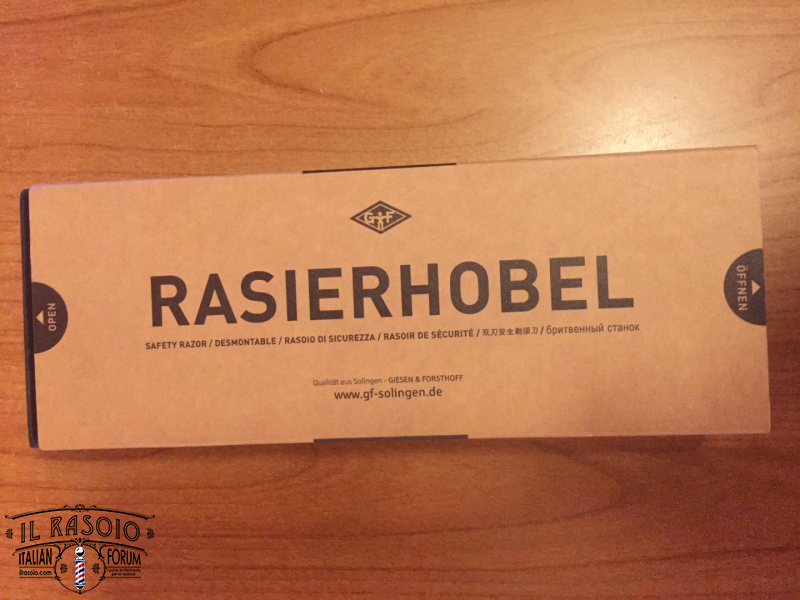 G F
RASIERHOBEL
SAFETY RAZOR / DESMONTABLE / RASOIO DI SICUREZZA / RASOIR DE SÉCURITÉ / 双刃安全剃须刀 / бритвенный станок
Qualität aus Solingen - GIESEN & FORSTHOFF
www.gf-solingen.de
OPEN
ÖFFNEN
IL RASOIO
ITALIAN FORUM
ilrasoio.com